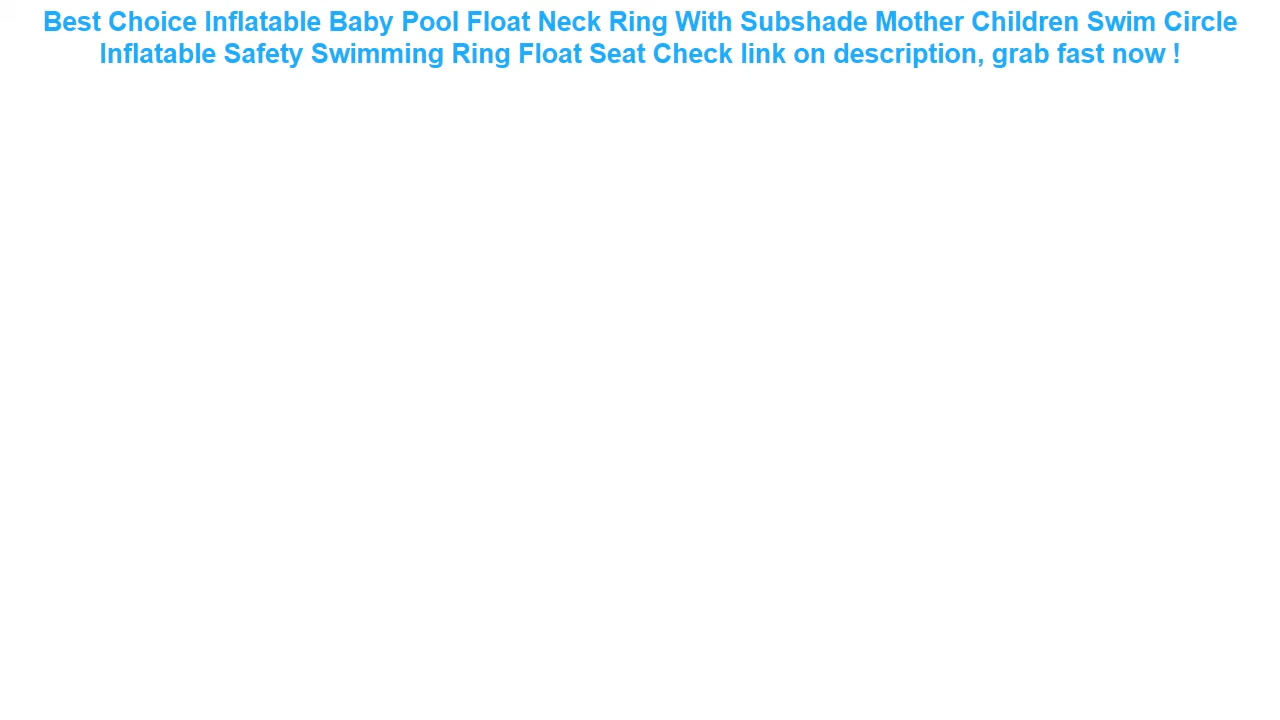 Best Choice Inflatable Baby Pool Float Neck Ring With Subshade Mother Children Swim Circle
Inflatable Safety Swimming Ring Float Seat Check link on description, grab fast now !